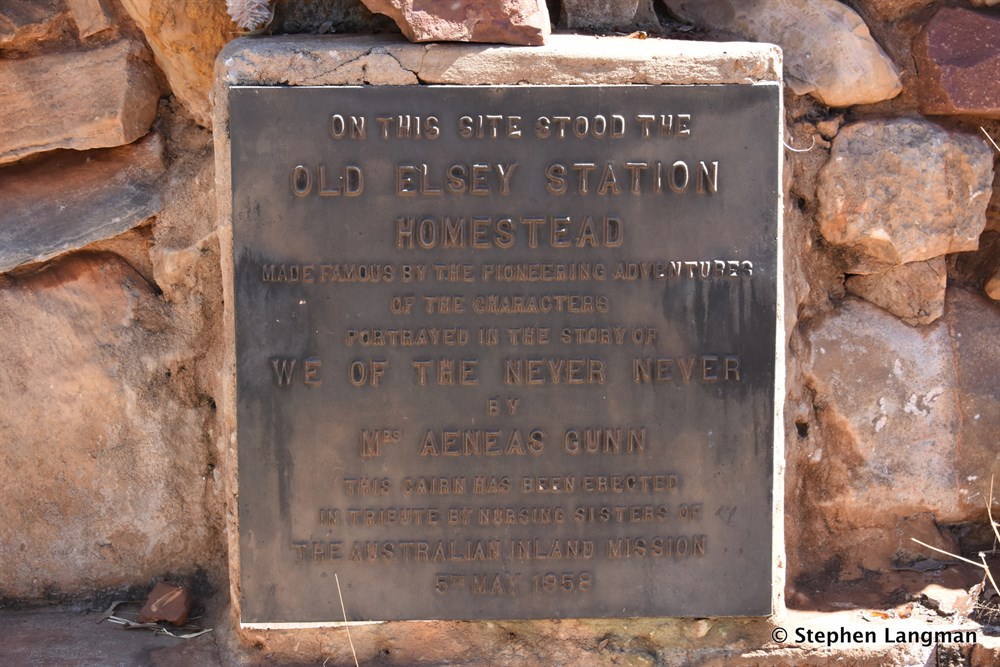 ON THIS SITE STOOD THE
OLD ELSEY STATION
HOMESTEAD
MADE FAMOUS BY THE PIONEERING ADVENTURES
OF THE CHARACTERS
PORTRAYED IN THE STORY OF
WE OF THE NEVER NEVER
BY
MRS AENEAS GUNN
THIS CAIRN HAS BEEN ERECTED
IN TRIBUTE BY NURSING SISTERS OF
THE AUSTRALIAN INLAND MISSION
5TH MAY 1958
© Stephen Langman